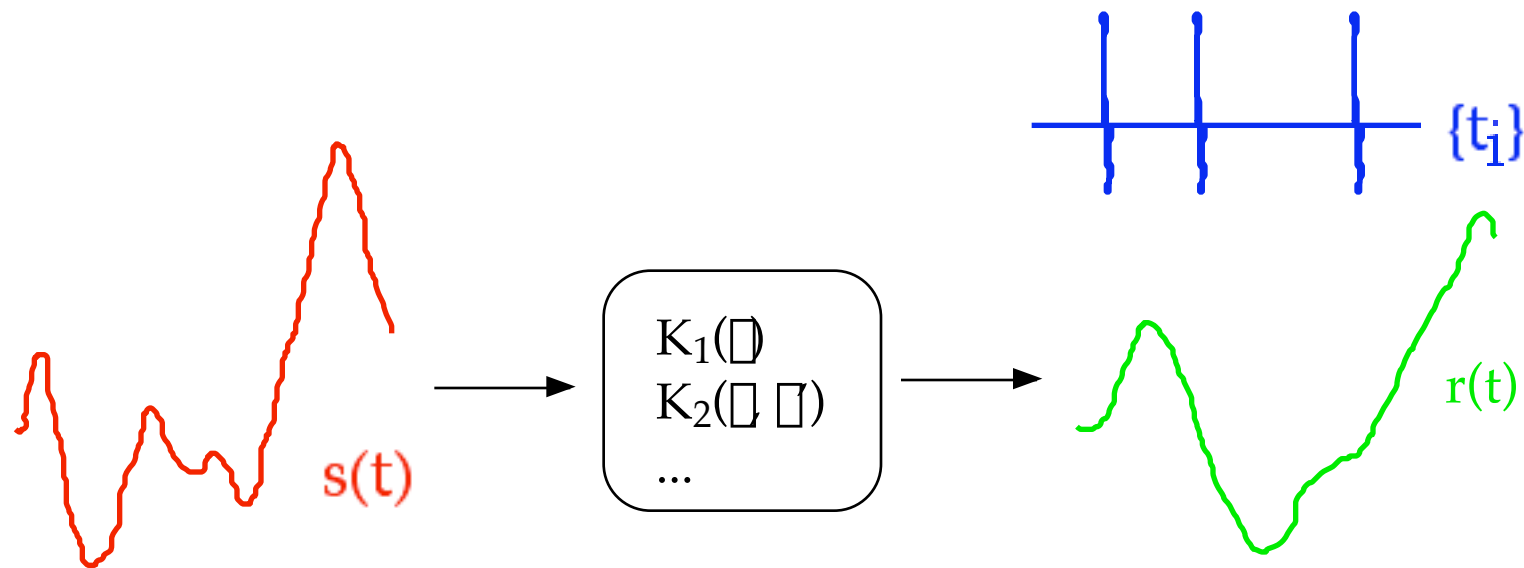 s(t)
K₁(▯)
K₂(▯, ▯′)
...
{tᵢ}
r(t)